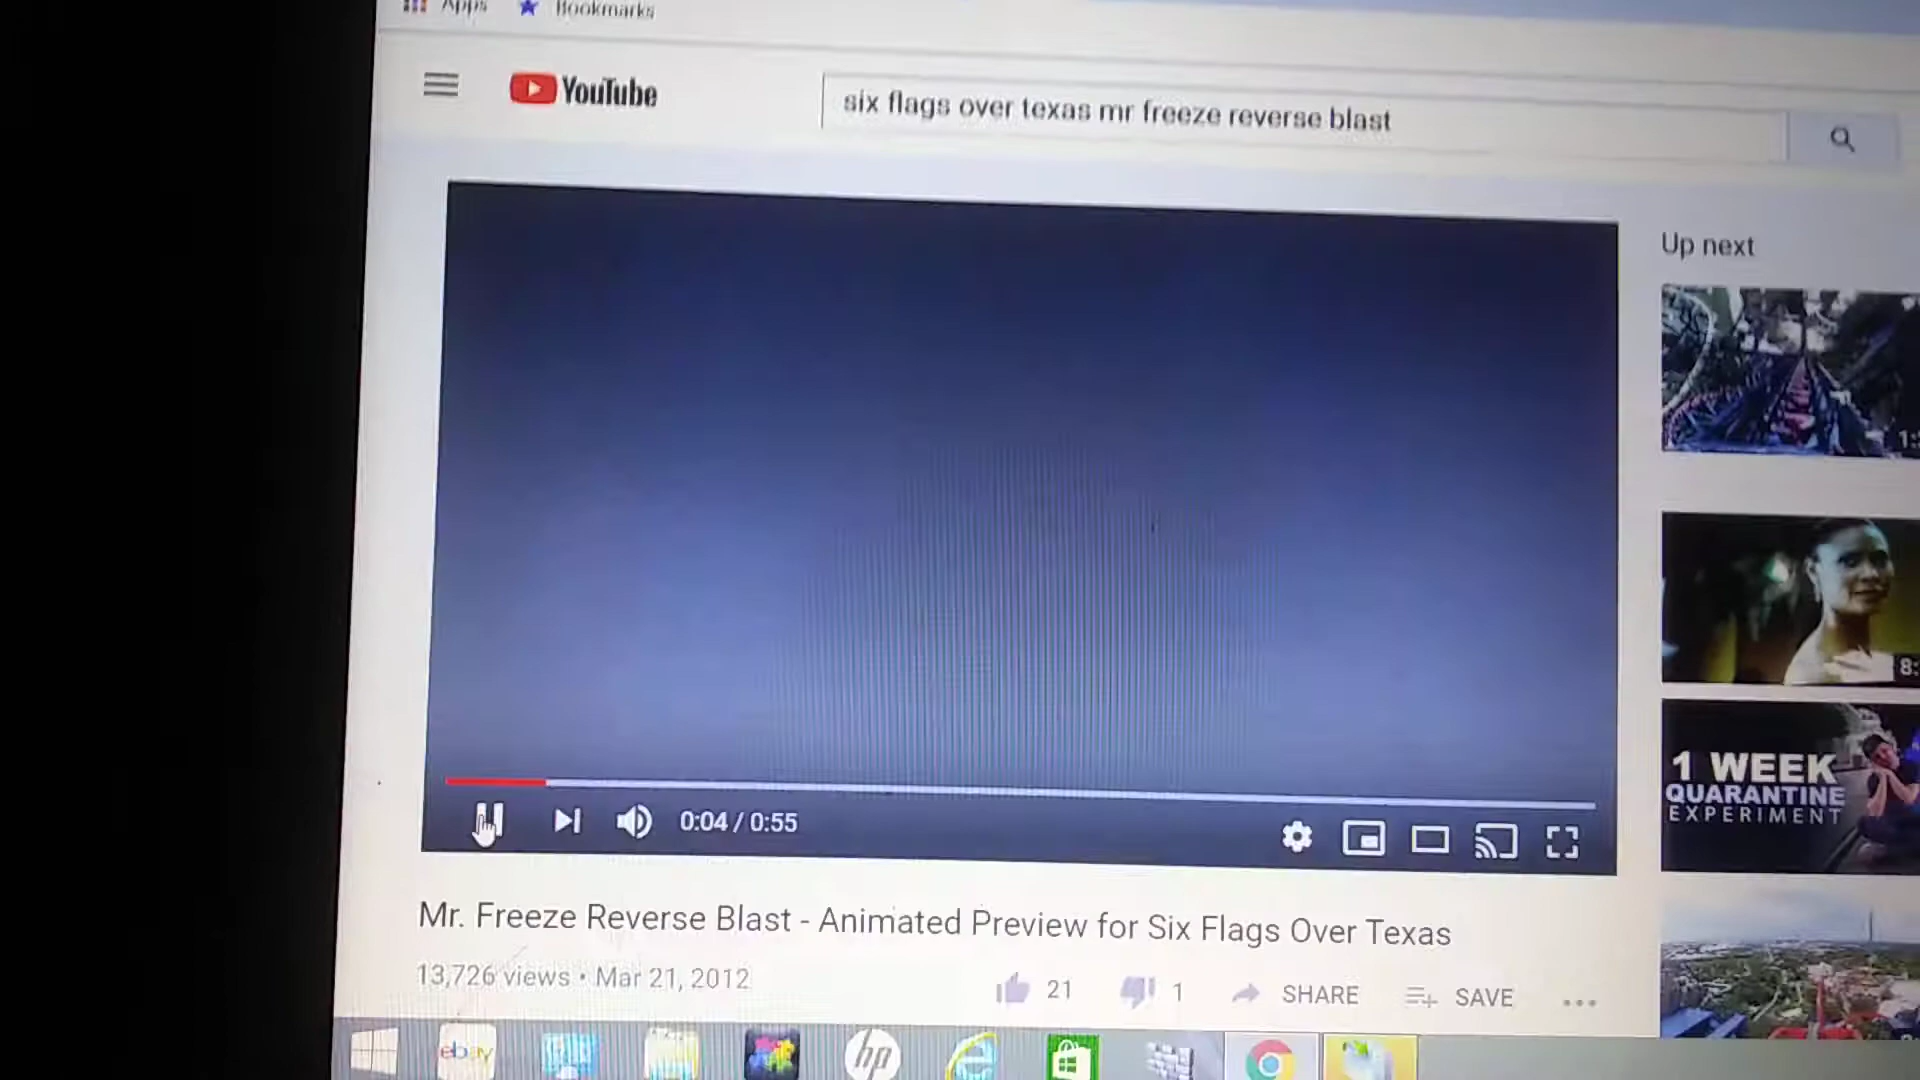 Apps Bookmarks
YouTube
six flags over texas mr freeze reverse blast
Up next
1 WEEK
QUARANTINE
EXPERIMENT
0:04 / 0:55
Mr. Freeze Reverse Blast - Animated Preview for Six Flags Over Texas
13,726 views • Mar 21, 2012
21
1
SHARE
SAVE
ebay
hp